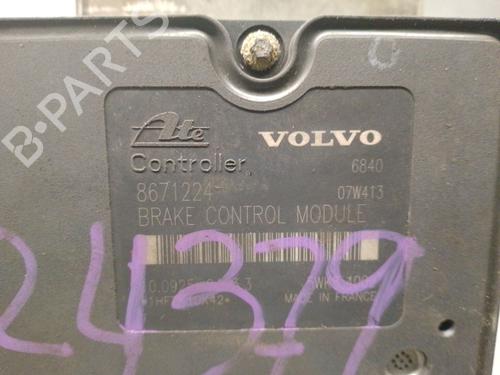 B-PARTS
Ate VOLVO
Controller 6840
8671224 07W413
BRAKE CONTROL MODULE
MADE IN FRANCE
24379